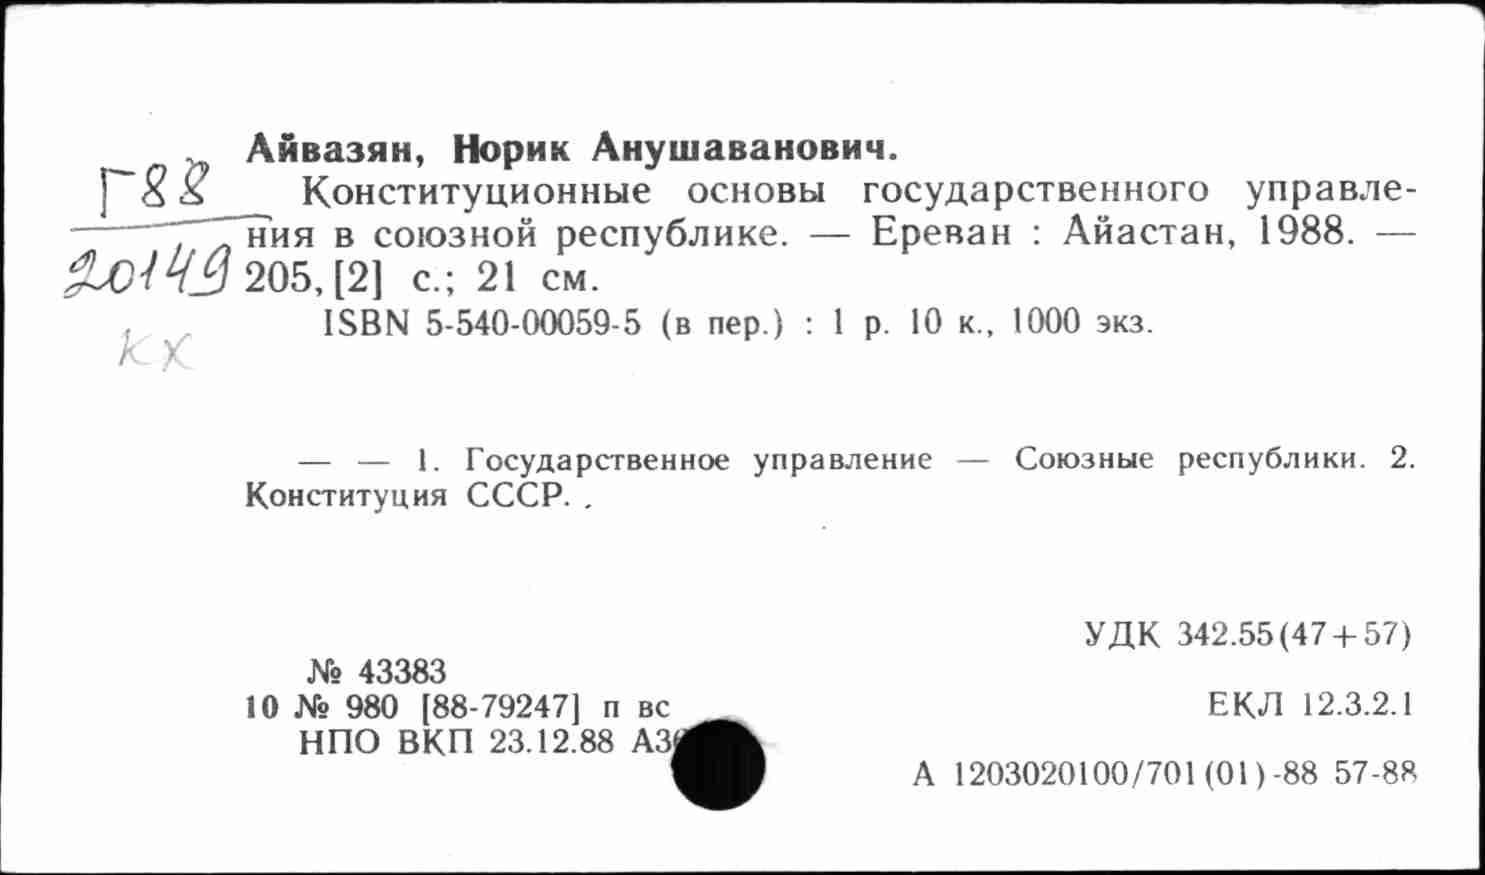 Айвазян, Норик Анушаванович.
Г88
Конституционные основы государственного управле-
ния в союзной республике. — Ереван : Айастан, 1988. —
20149
205, [2] с.; 21 см.
ISBN 5-540-00059-5 (в пер.) : 1 р. 10 к., 1000 экз.
кх
— — 1. Государственное управление — Союзные республики. 2.
Конституция СССР. .
УДК 342.55(47+57)
№ 43383
10 № 980 [88-79247] п вс
ЕКЛ 12.3.2.1
НПО ВКП 23.12.88
А 1203020100/701(01)-88 57-88